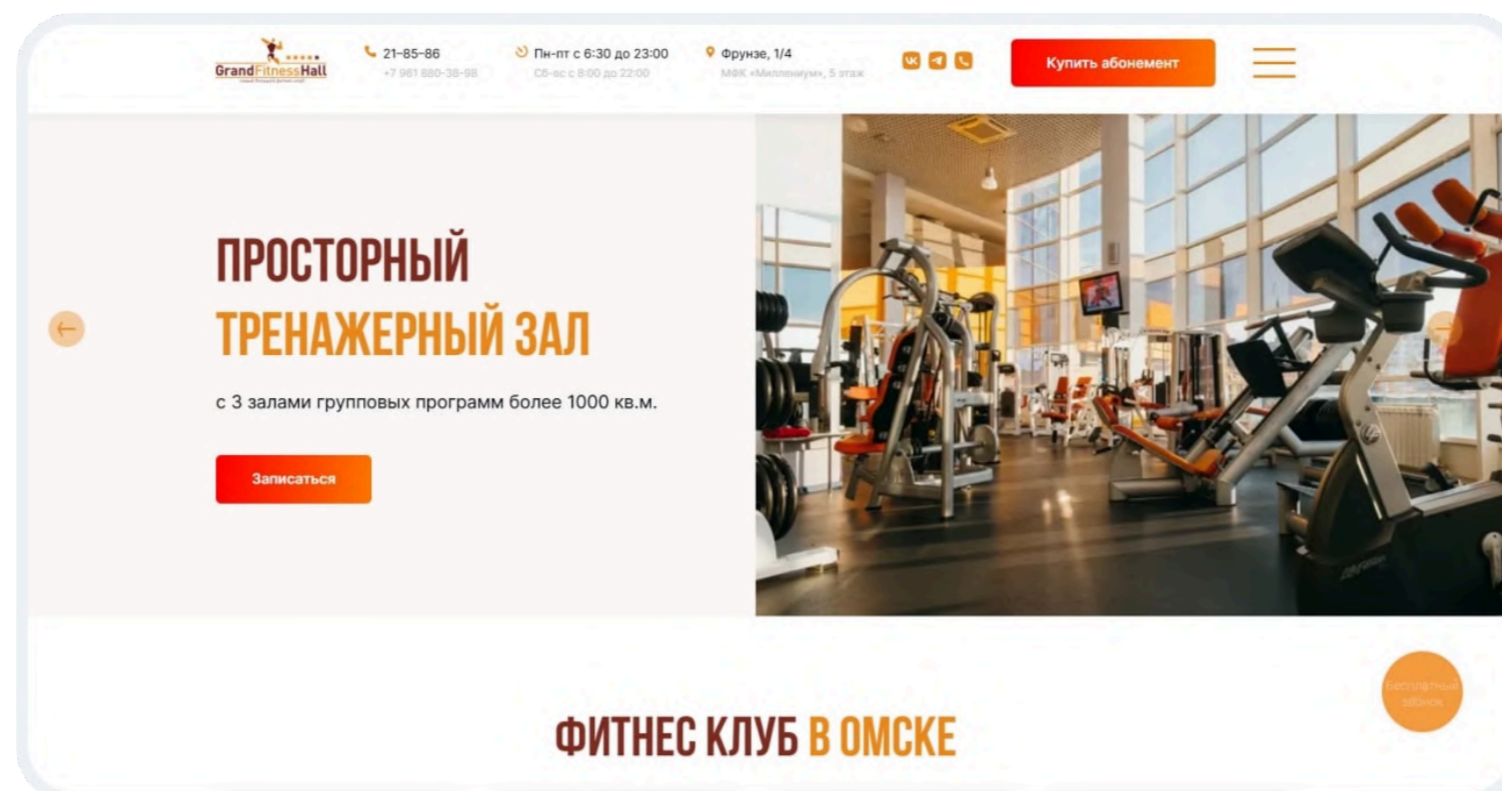 GrandFitnessHall
21–85–86
+7 961 880-38-98
Пн-пт с 6:30 до 23:00
Сб-вс с 8:00 до 22:00
Фрунзе, 1/4
МФК «Миллениум», 5 этаж
Купить абонемент
ПРОСТОРНЫЙ
ТРЕНАЖЕРНЫЙ ЗАЛ
с 3 залами групповых программ более 1000 кв.м.
Записаться
Бесплатный
звонок
ФИТНЕС КЛУБ В ОМСКЕ